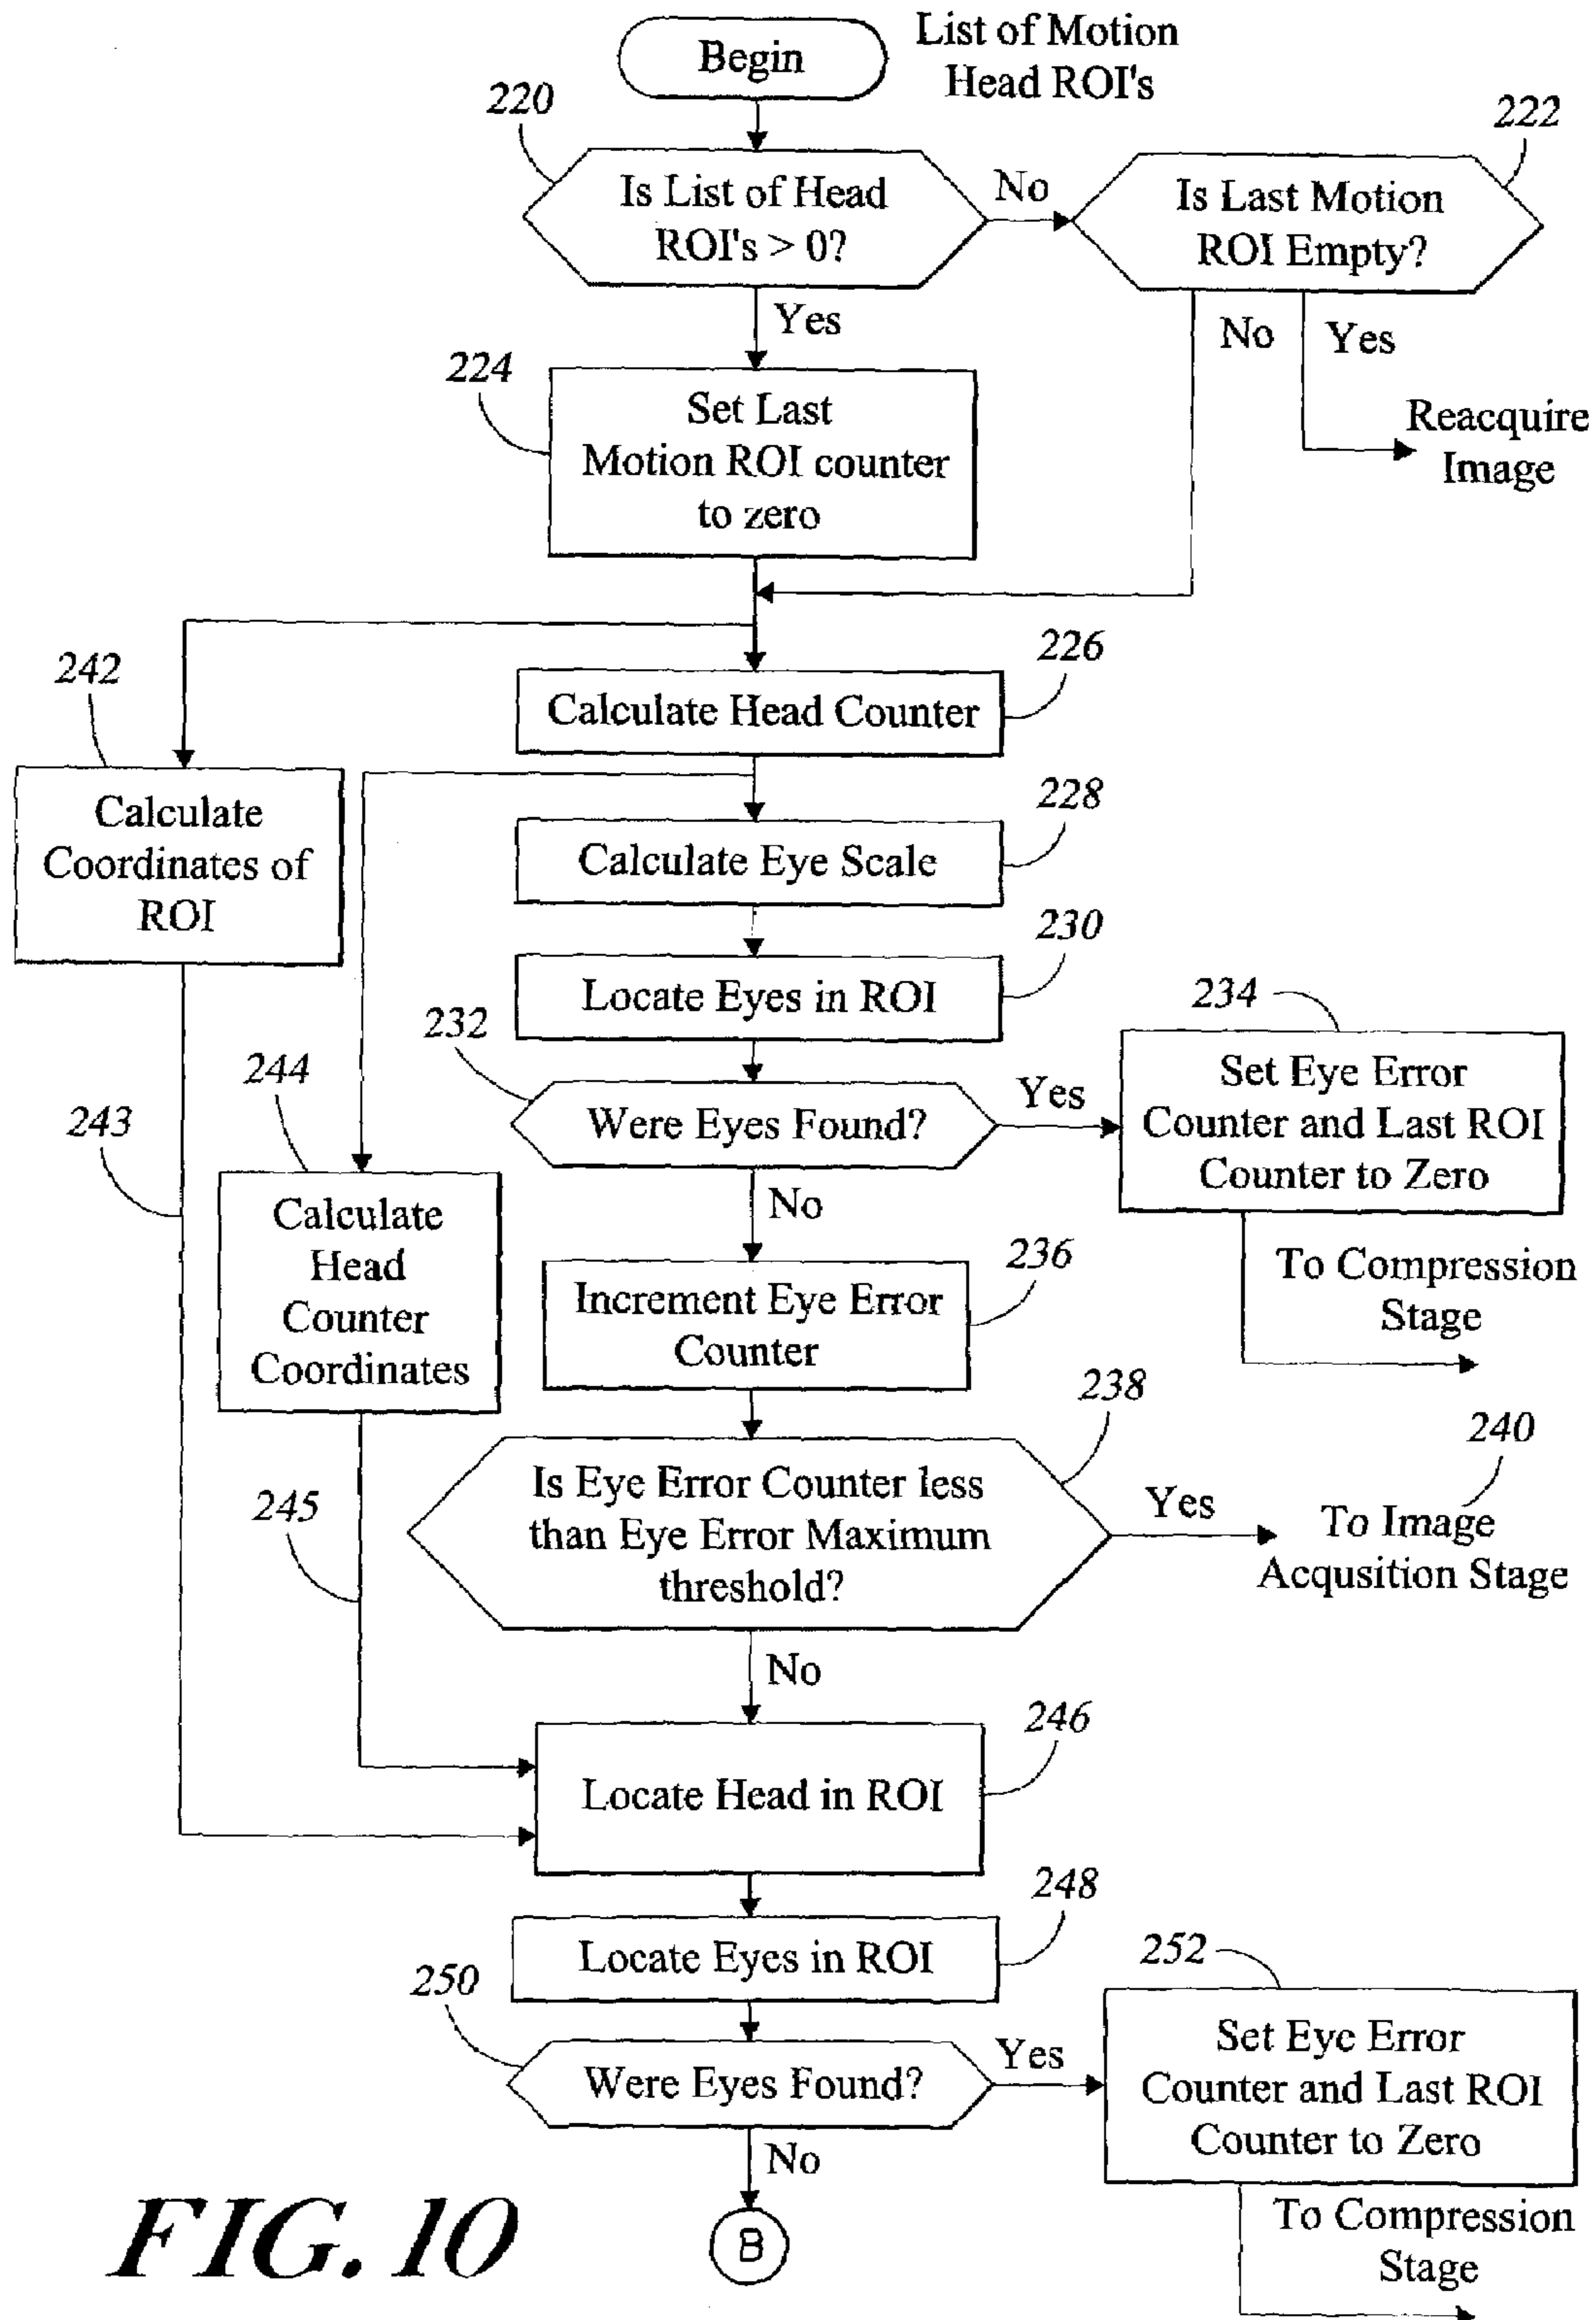 Begin
List of Motion
Head ROI's
220
222
Is List of Head
ROI's > 0?
No
Is Last Motion
ROI Empty?
Yes
No
Yes
224
Set Last
Motion ROI counter
to zero
Reacquire
Image
226
242
Calculate Head Counter
Calculate
Coordinates of
ROI
228
Calculate Eye Scale
230
Locate Eyes in ROI
232
234
Were Eyes Found?
Yes
Set Eye Error
Counter and Last ROI
Counter to Zero
244
243
No
Calculate
Head
Counter
Coordinates
236
Increment Eye Error
Counter
To Compression
Stage
238
240
245
Is Eye Error Counter less
than Eye Error Maximum
threshold?
Yes
To Image
Acqusition Stage
No
246
Locate Head in ROI
248
Locate Eyes in ROI
250
252
Were Eyes Found?
Yes
Set Eye Error
Counter and Last ROI
Counter to Zero
No
To Compression
Stage
B
FIG. 10